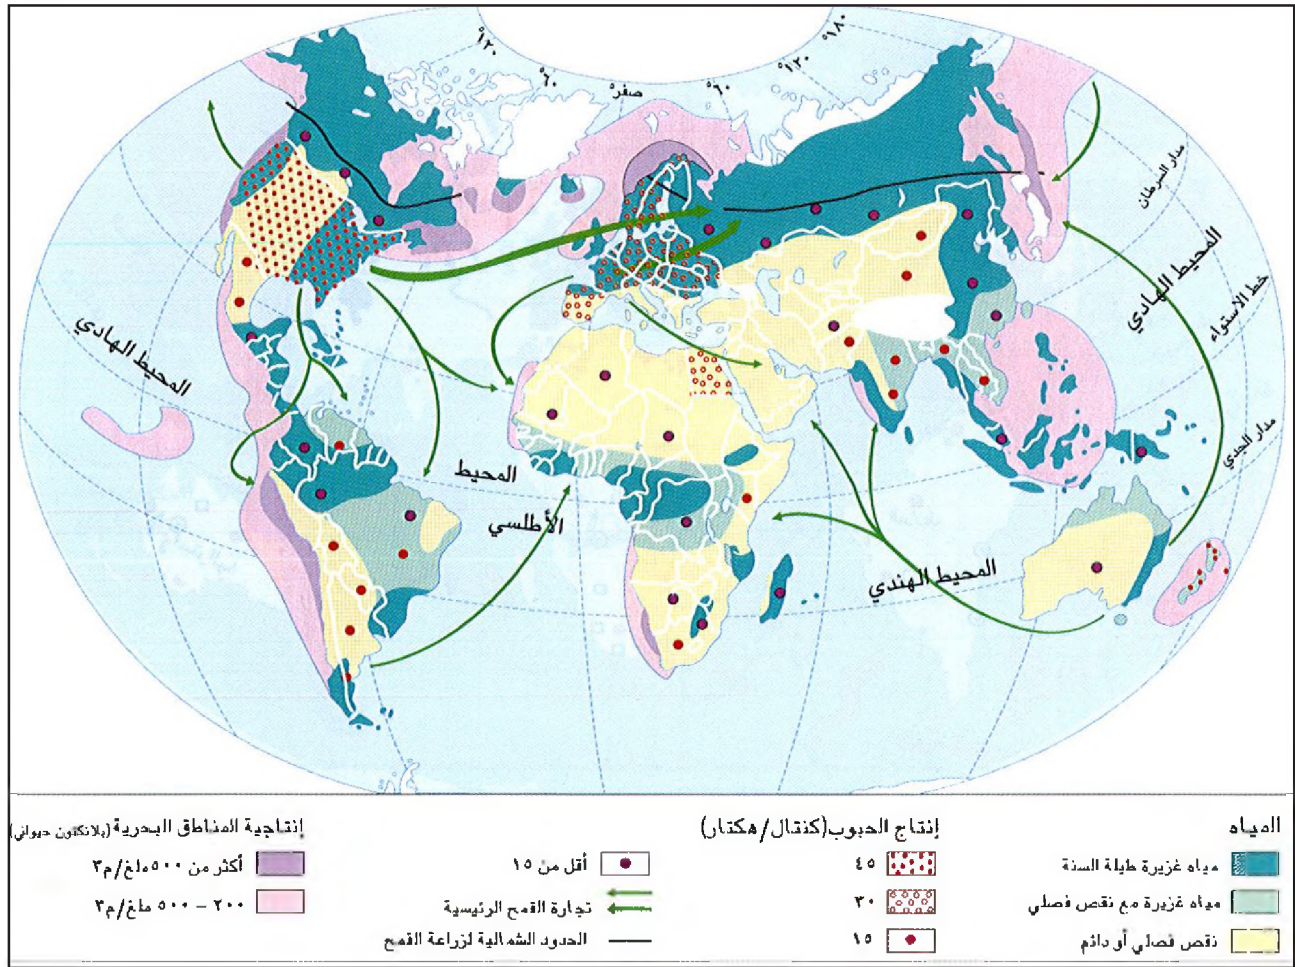 °١٢٠
°٦٠
صفر°
°٦٠
°١٢٠
°١٨٠
مدار السرطان
المحيط الهادي
خط الاستواء
المحيط الهادي
مدار الجدي
المحيط
الأطلسي
المحيط الهندي
المياه
مياه غزيرة طيلة السنة
مياه غزيرة مع نقص فصلي
نقص فصلي أو دائم
إنتاج الحبوب (كنتال/هكتار)
٤٥
٣٠
١٥
أقل من ١٥
تجارة القمح الرئيسية
الحدود الشمالية لزراعة القمح
إنتاجية المناطق البحرية (بلانكتون حيواني)
أكثر من ٥٠٠ ملغ/م٣
٢٠٠ – ٥٠٠ ملغ/م٣